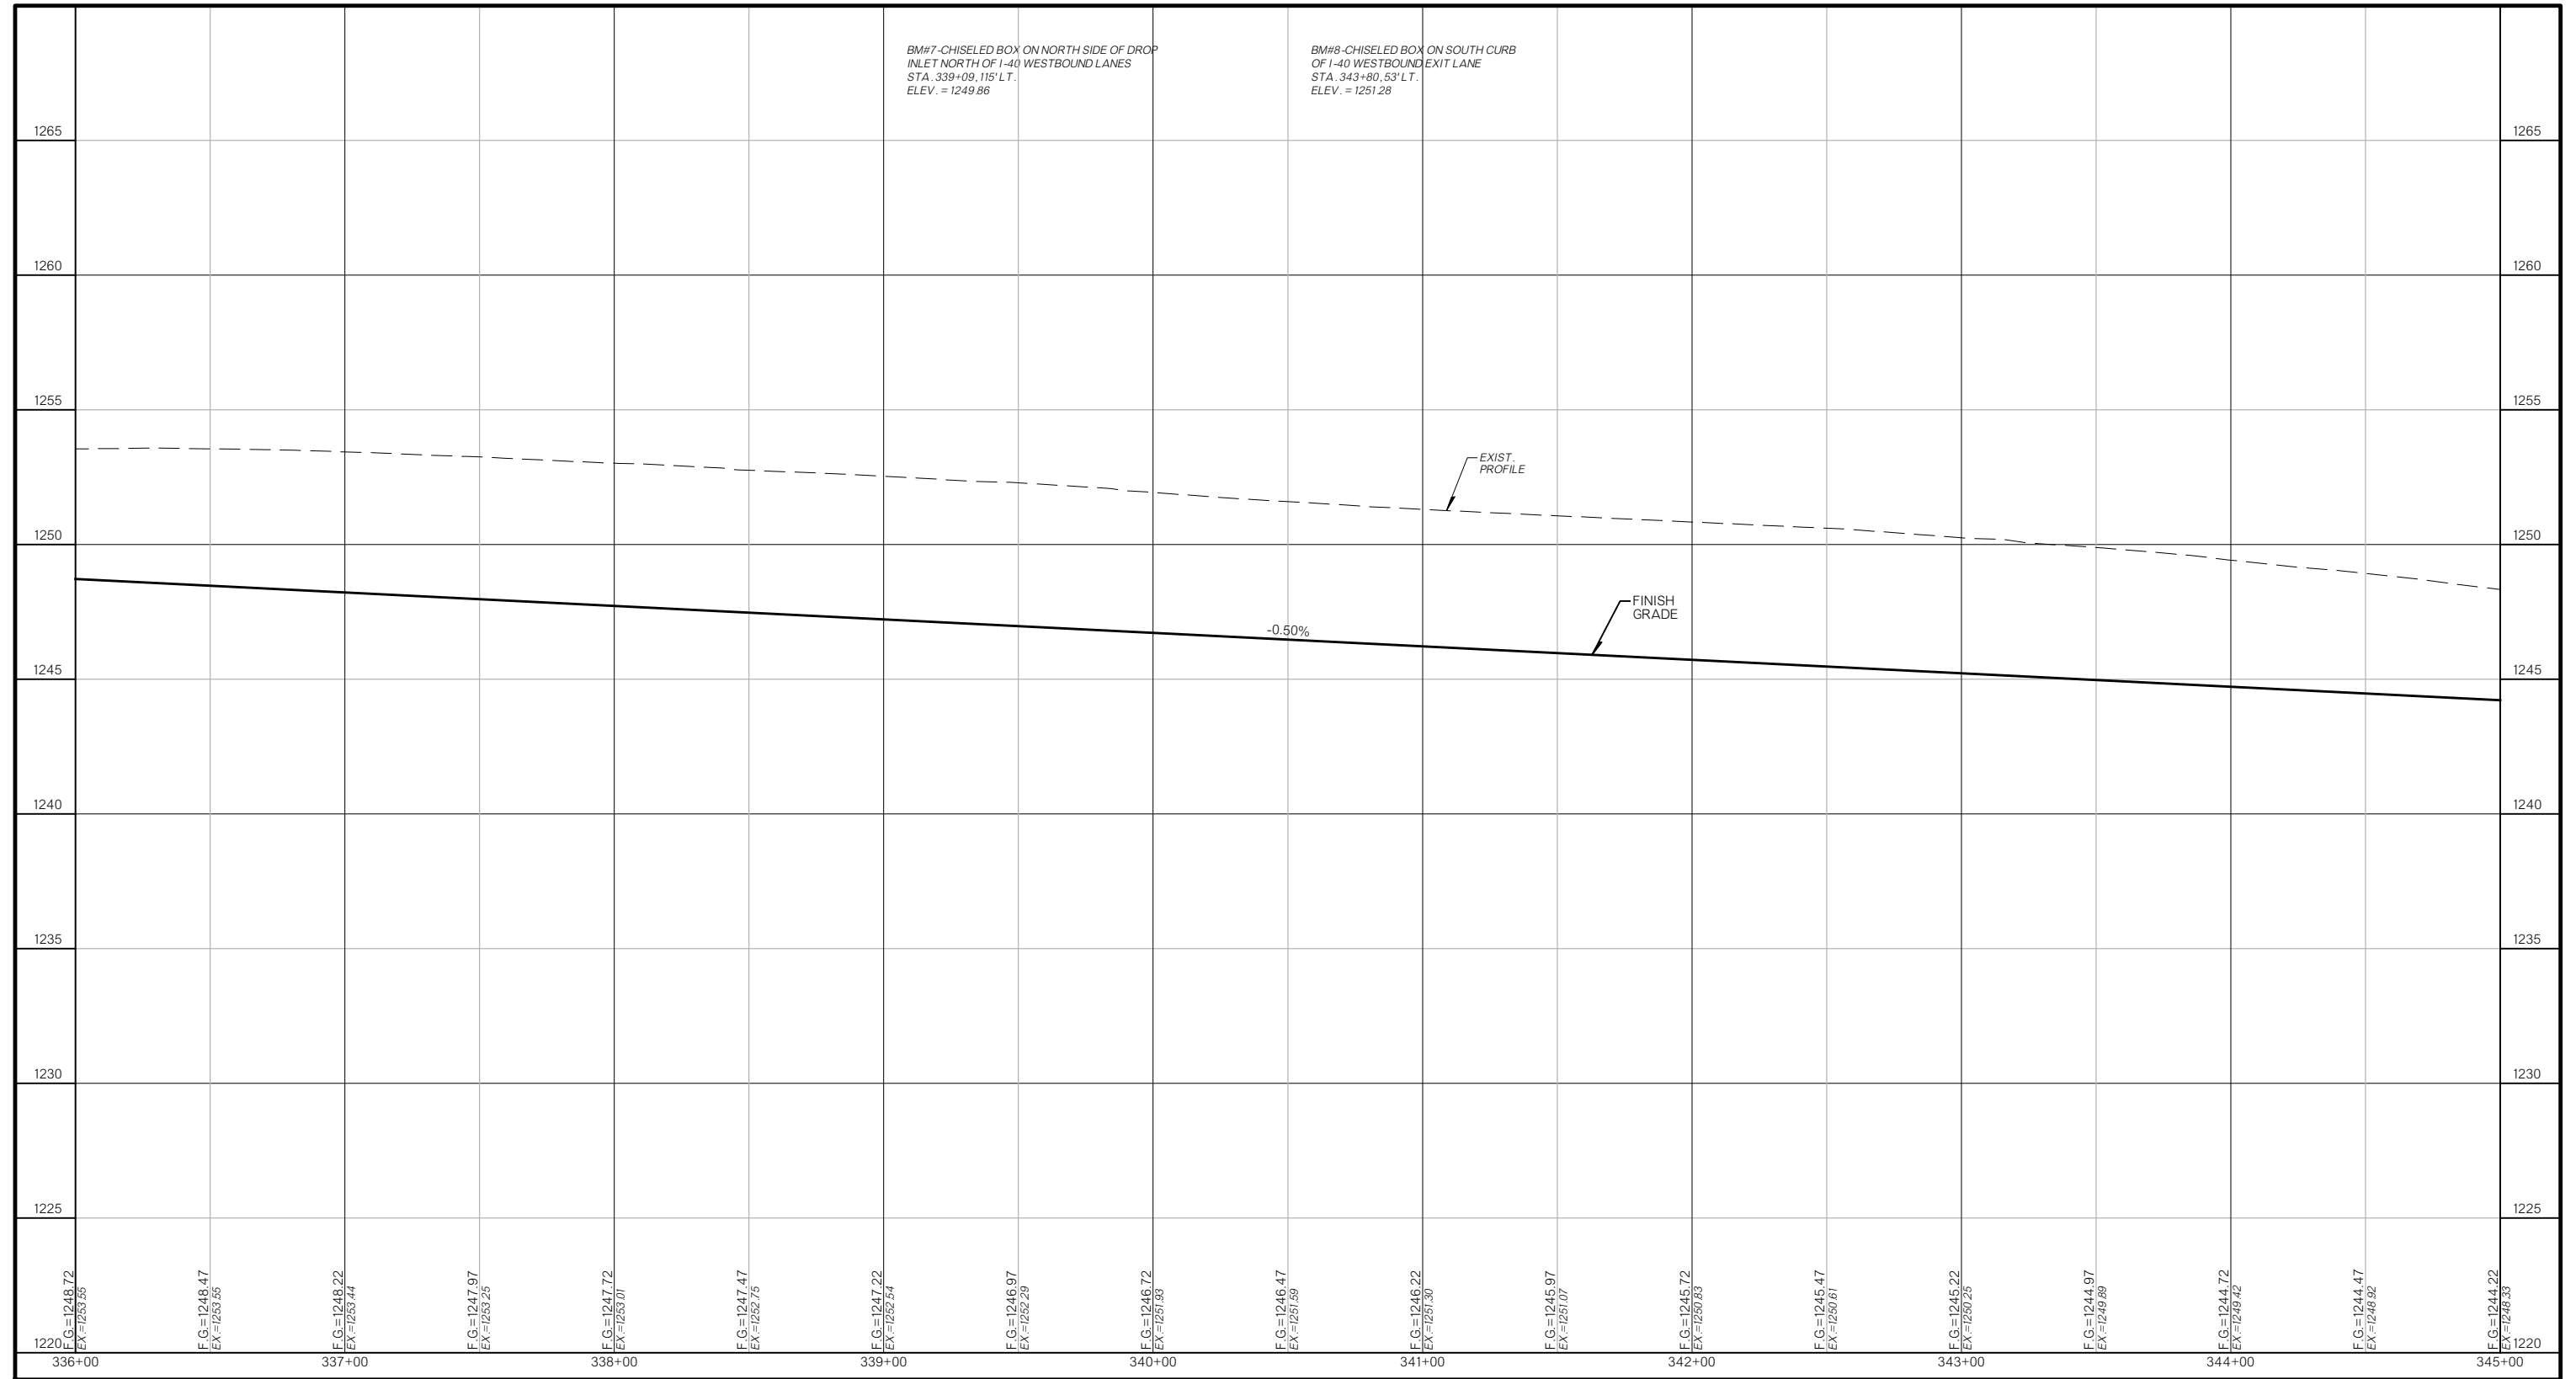 BM#7-CHISELED BOX ON NORTH SIDE OF DROP
INLET NORTH OF I-40 WESTBOUND LANES
STA. 339+09, 115' LT.
ELEV. = 1249.86
BM#8-CHISELED BOX ON SOUTH CURB
OF I-40 WESTBOUND EXIT LANE
STA. 343+80, 53' LT.
ELEV. = 1251.28
1265
1265
1260
1260
1255
1255
EXIST.
PROFILE
1250
1250
FINISH
GRADE
-0.50%
1245
1245
1240
1240
1235
1235
1230
1230
1225
1225
1220
1220
F.G.=1248.72
EX.=1253.55
F.G.=1248.47
EX.=1253.55
F.G.=1248.22
EX.=1253.44
F.G.=1247.97
EX.=1253.25
F.G.=1247.72
EX.=1253.01
F.G.=1247.47
EX.=1252.75
F.G.=1247.22
EX.=1252.54
F.G.=1246.97
EX.=1252.29
F.G.=1246.72
EX.=1251.93
F.G.=1246.47
EX.=1251.59
F.G.=1246.22
EX.=1251.30
F.G.=1245.97
EX.=1251.07
F.G.=1245.72
EX.=1250.83
F.G.=1245.47
EX.=1250.61
F.G.=1245.22
EX.=1250.25
F.G.=1244.97
EX.=1249.89
F.G.=1244.72
EX.=1249.42
F.G.=1244.47
EX.=1248.92
F.G.=1244.22
EX.=1248.33
336+00
337+00
338+00
339+00
340+00
341+00
342+00
343+00
344+00
345+00